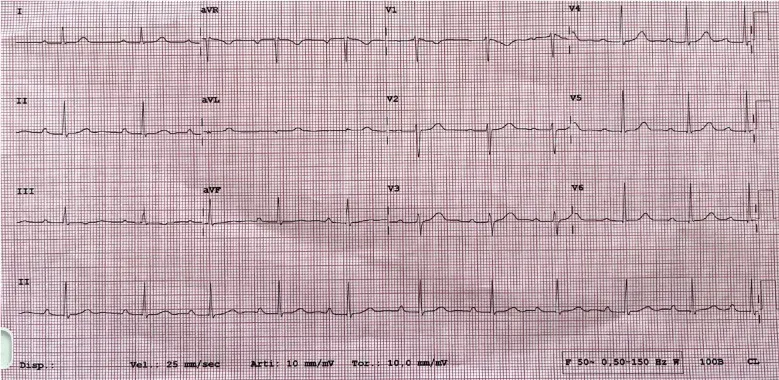 I aVR V1 V4
II aVL V2 V5
III aVF V3 V6
II
Disp.: Vel.: 25 mm/sec Arti: 10 mm/mV Tor.: 10,0 mm/mV F 50~ 0,50-150 Hz W 100B CL